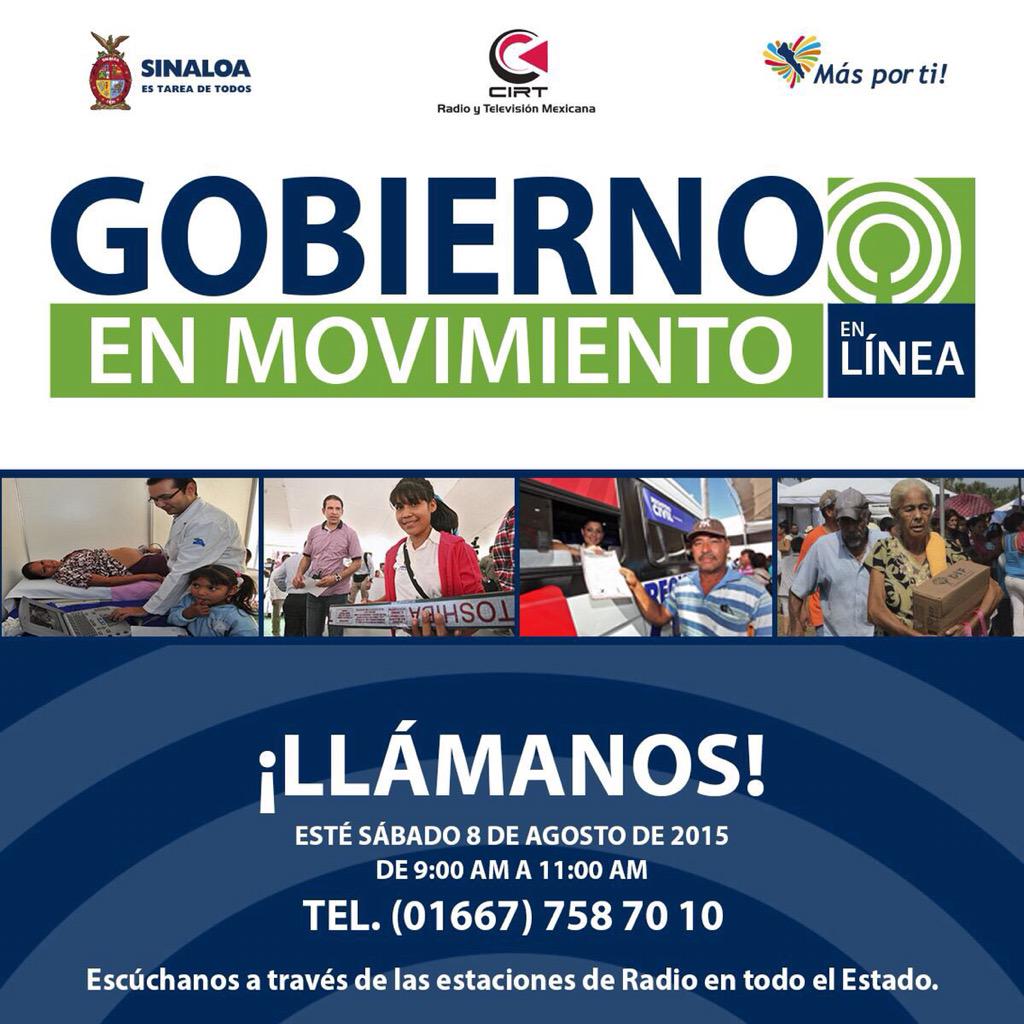 SINALOA
ES TAREA DE TODOS
CIRT
Radio y Televisión Mexicana
Más por ti!
GOBIERNO
EN MOVIMIENTO
EN
LÍNEA
TOSHIBA
CIVIL
¡LLÁMANOS!
ESTÉ SÁBADO 8 DE AGOSTO DE 2015
DE 9:00 AM A 11:00 AM
TEL. (01667) 758 70 10
Escúchanos a través de las estaciones de Radio en todo el Estado.